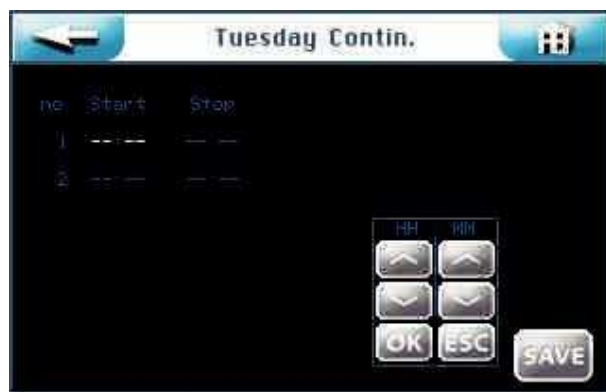 Tuesday Contin.
no Start Stop
1 --:-- --:--
2 --:-- --:--
HH MM
OK ESC
SAVE